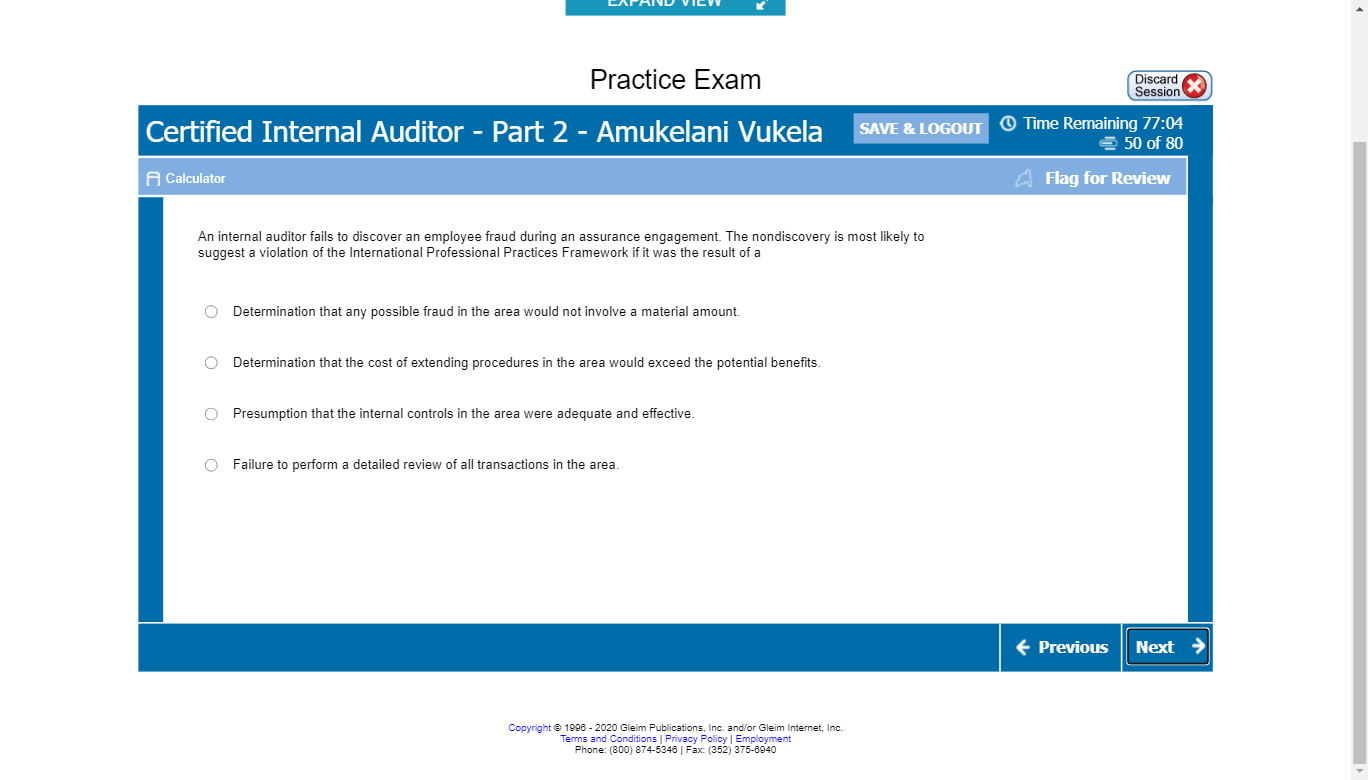 EXPAND VIEW
Practice Exam
Discard
Session
Certified Internal Auditor - Part 2 - Amukelani Vukela
SAVE & LOGOUT
Time Remaining 77:04
50 of 80
Calculator
Flag for Review
An internal auditor fails to discover an employee fraud during an assurance engagement. The nondiscovery is most likely to
suggest a violation of the International Professional Practices Framework if it was the result of a
Determination that any possible fraud in the area would not involve a material amount.
Determination that the cost of extending procedures in the area would exceed the potential benefits.
Presumption that the internal controls in the area were adequate and effective.
Failure to perform a detailed review of all transactions in the area.
Previous
Next
Copyright © 1996 - 2020 Gleim Publications, Inc. and/or Gleim Internet, Inc.
Terms and Conditions | Privacy Policy | Employment
Phone: (800) 874-5346 | Fax: (352) 375-6940